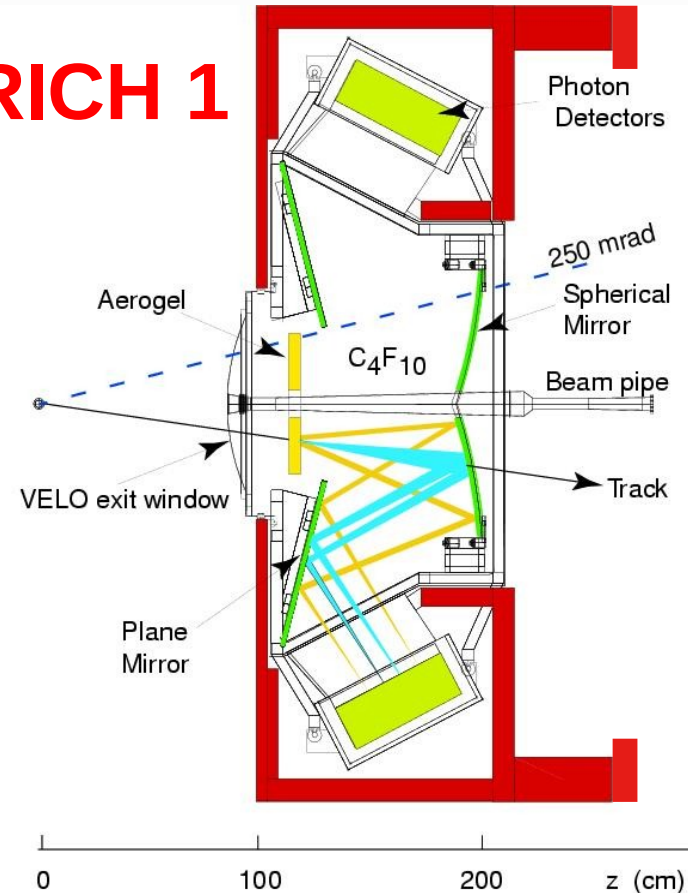 RICH 1
Photon
Detectors
250 mrad
Aerogel
Spherical
Mirror
C₄F₁₀
Beam pipe
VELO exit window
Track
Plane
Mirror
0 100 200 z (cm)